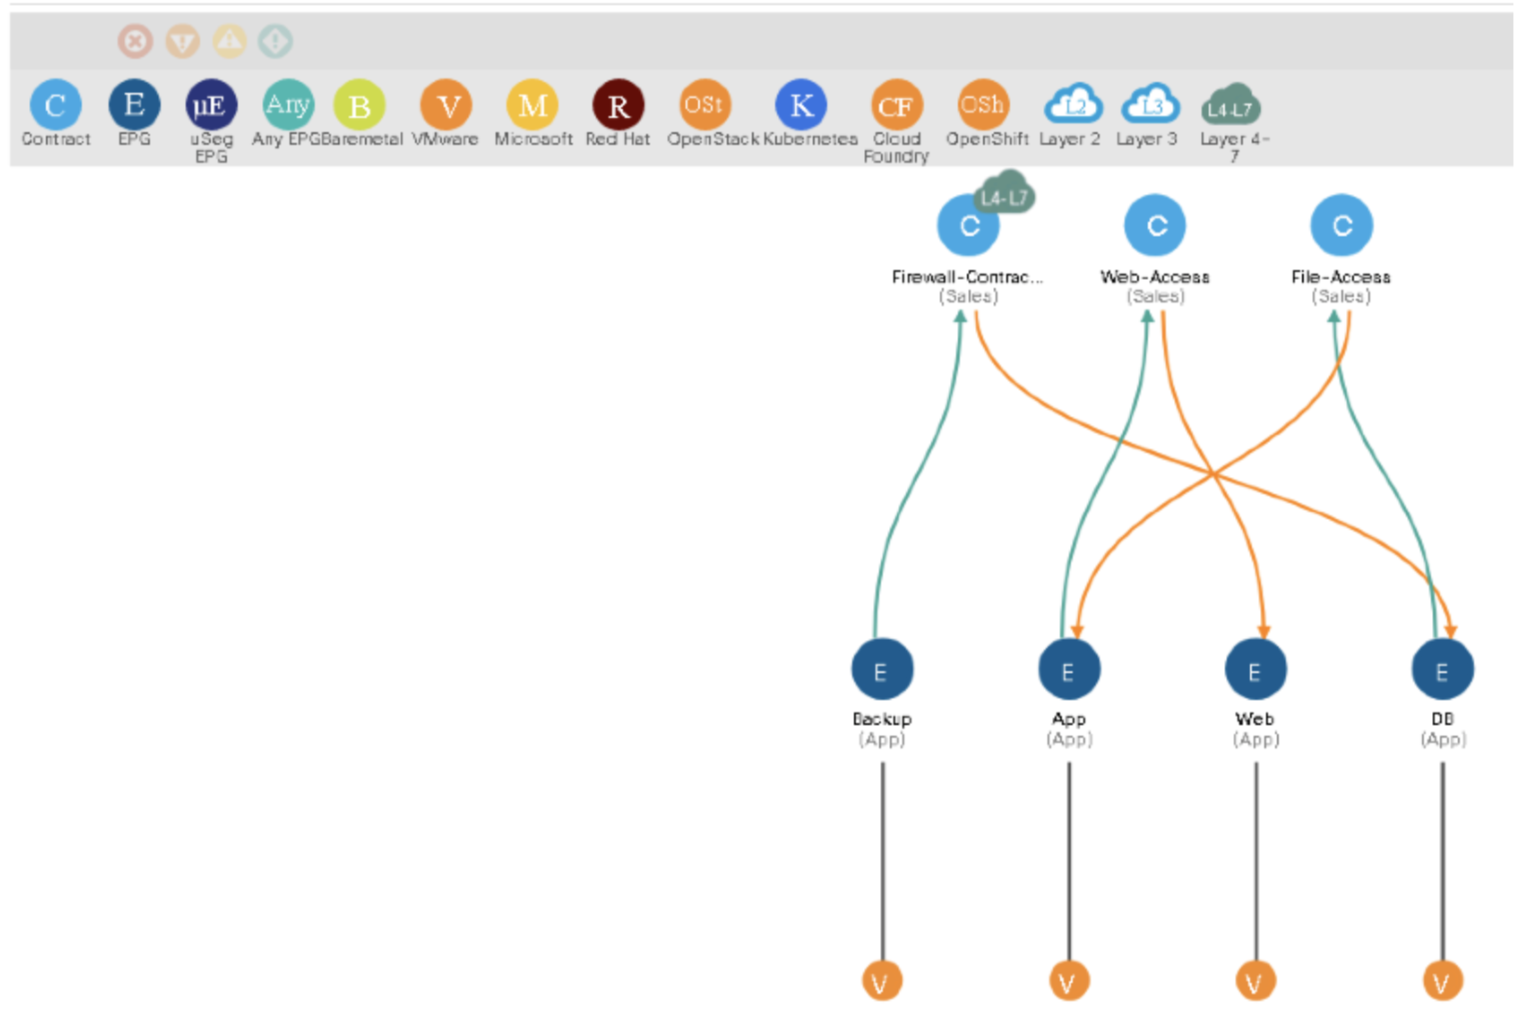 C E µE Any B V M R OSt K CF OSh L2 L3 L4-L7
Contract EPG uSeg EPG Any EPG Baremetal VMware Microsoft Red Hat OpenStack Kubernetes Cloud Foundry OpenShift Layer 2 Layer 3 Layer 4-7
L4-L7
C C C
Firewall-Contrac... Web-Access File-Access
(Sales) (Sales) (Sales)
E E E E
Backup App Web DB
(App) (App) (App) (App)
V V V V